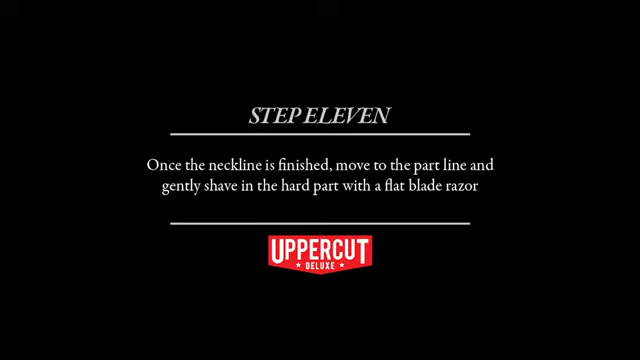 STEP ELEVEN
Once the neckline is finished, move to the part line and
gently shave in the hard part with a flat blade razor
UPPERCUT
DELUXE